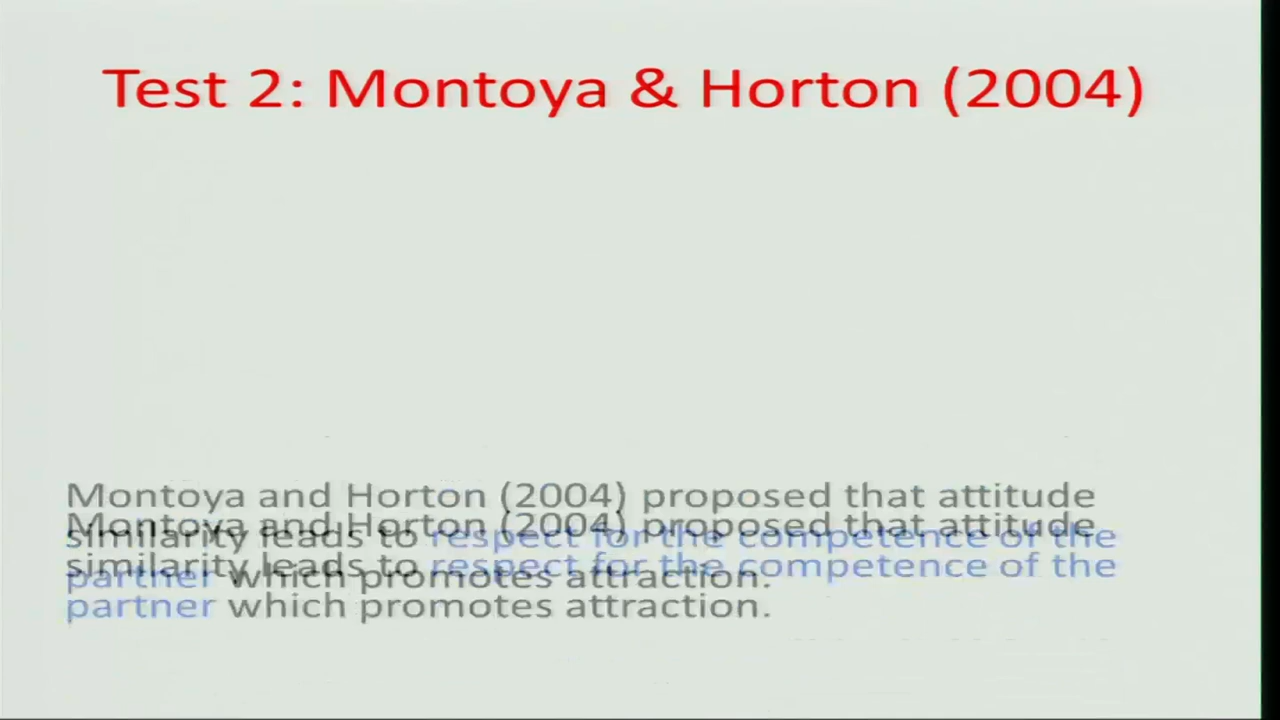 Test 2: Montoya & Horton (2004)
Montoya and Horton (2004) proposed that attitude
similarity leads to respect for the competence of the
partner which promotes attraction.